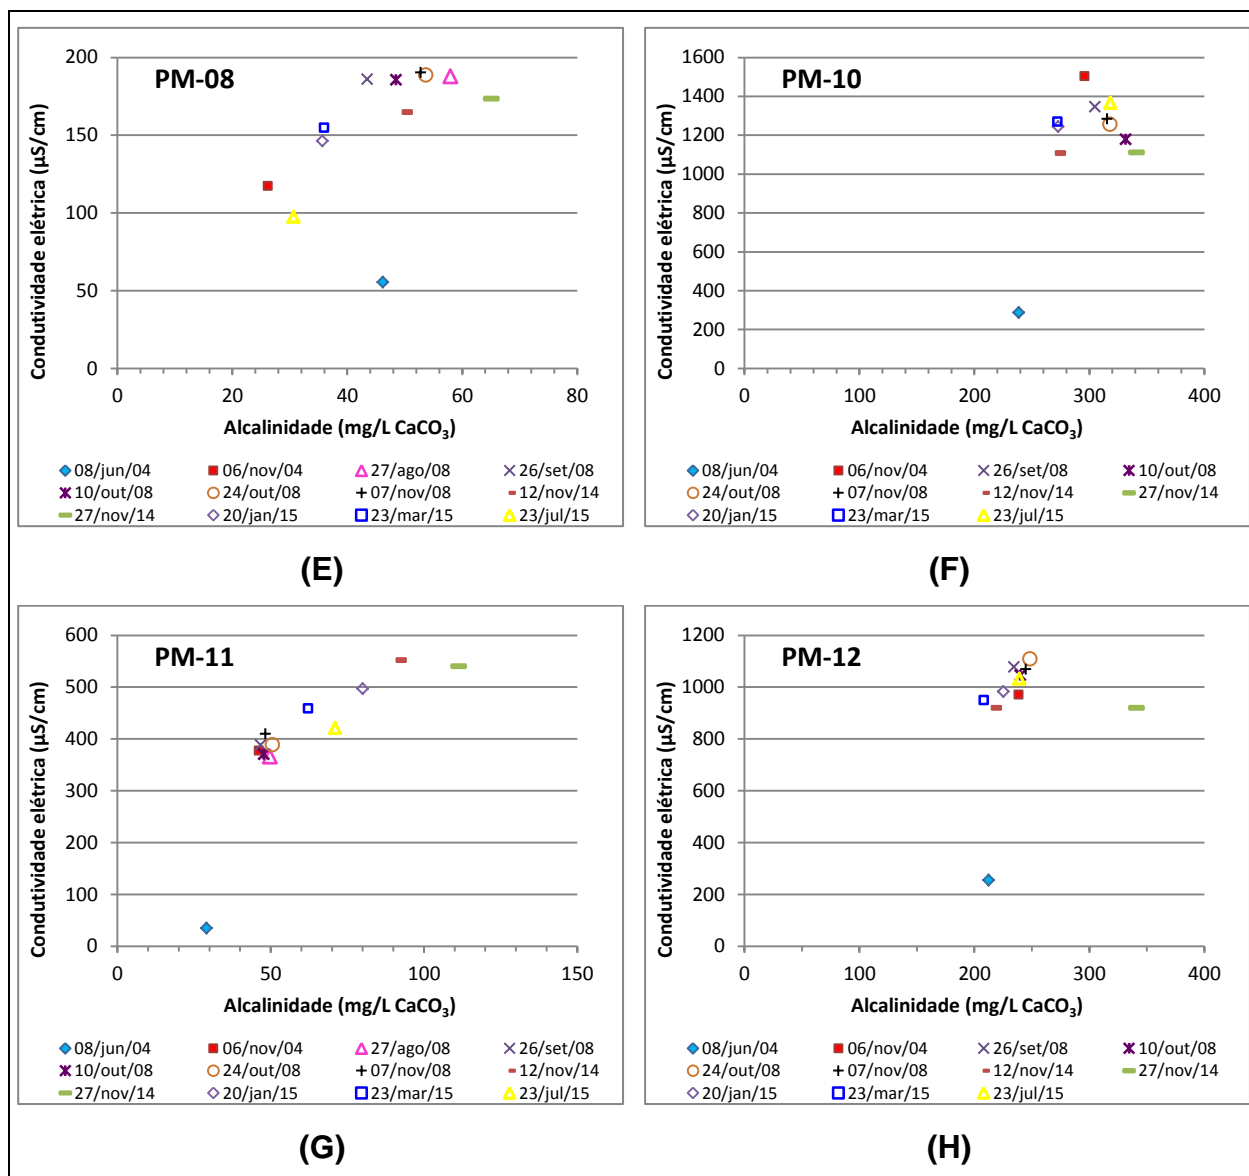 PM-08
Condutividade elétrica (µS/cm)
200
150
100
50
0
0 20 40 60 80
Alcalinidade (mg/L CaCO₃)
08/jun/04 06/nov/04 27/ago/08 26/set/08
10/out/08 24/out/08 07/nov/08 12/nov/14
27/nov/14 20/jan/15 23/mar/15 23/jul/15
(E)
PM-10
Condutividade elétrica (µS/cm)
1600
1400
1200
1000
800
600
400
200
0
0 100 200 300 400
Alcalinidade (mg/L CaCO₃)
08/jun/04 06/nov/04 26/set/08 10/out/08
24/out/08 07/nov/08 12/nov/14 27/nov/14
20/jan/15 23/mar/15 23/jul/15
(F)
PM-11
Condutividade elétrica (µS/cm)
600
500
400
300
200
100
0
0 50 100 150
Alcalinidade (mg/L CaCO₃)
08/jun/04 06/nov/04 27/ago/08 26/set/08
10/out/08 24/out/08 07/nov/08 12/nov/14
27/nov/14 20/jan/15 23/mar/15 23/jul/15
(G)
PM-12
Condutividade elétrica (µS/cm)
1200
1000
800
600
400
200
0
0 100 200 300 400
Alcalinidade (mg/L CaCO₃)
08/jun/04 06/nov/04 26/set/08 10/out/08
24/out/08 07/nov/08 12/nov/14 27/nov/14
20/jan/15 23/mar/15 23/jul/15
(H)